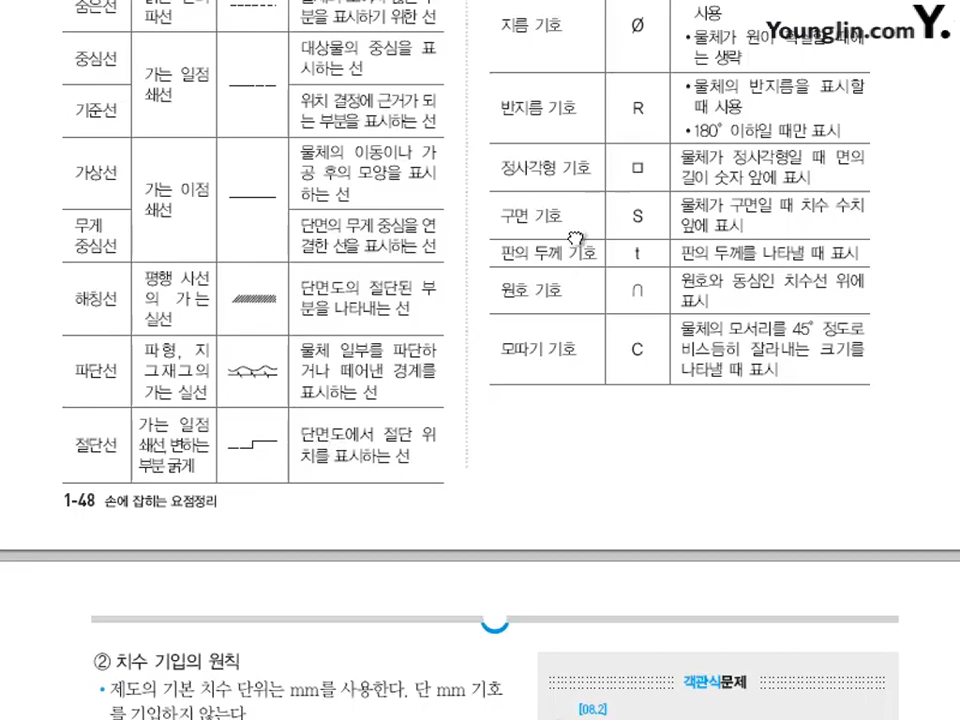 숨은선
파선
분을 표시하기 위한 선
중심선
가는 일점
쇄선
대상물의 중심을 표
시하는 선
기준선
위치 결정에 근거가 되
는 부분을 표시하는 선
가상선
가는 이점
쇄선
물체의 이동이나 가
공 후의 모양을 표시
하는 선
무게
중심선
단면의 무게 중심을 연
결한 선을 표시하는 선
해칭선
평행 사선
의 가는
실선
단면도의 절단된 부
분을 나타내는 선
파단선
파형, 지
그재그의
가는 실선
물체 일부를 파단하
거나 떼어낸 경계를
표시하는 선
절단선
가는 일점
쇄선, 변하는
부분 굵게
단면도에서 절단 위
치를 표시하는 선
1-48 손에 잡히는 요점정리
Younglin.com Y.
지름 기호
Ø
사용
• 물체가 원이
는 생략
반지름 기호
R
• 물체의 반지름을 표시할
때 사용
• 180° 이하일 때만 표시
정사각형 기호
□
물체가 정사각형일 때 면의
길이 숫자 앞에 표시
구면 기호
S
물체가 구면일 때 치수 수치
앞에 표시
판의 두께 기호
t
판의 두께를 나타낼 때 표시
원호 기호
∩
원호와 동심인 치수선 위에
표시
모따기 기호
C
물체의 모서리를 45° 정도로
비스듬히 잘라내는 크기를
나타낼 때 표시
② 치수 기입의 원칙
• 제도의 기본 치수 단위는 mm를 사용한다. 단 mm 기호
를 기입하지 않는다
객관식문제
[08.2]